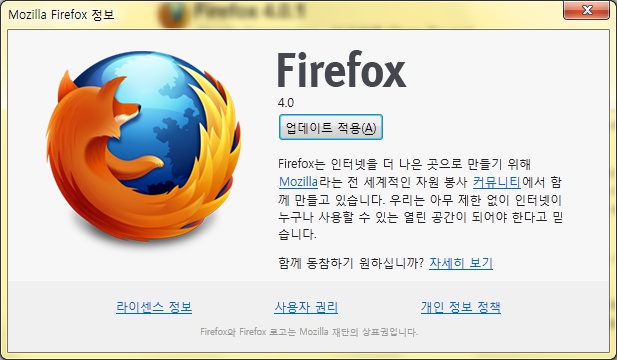 Mozilla Firefox 정보
Firefox 4.0.1
Firefox
4.0
업데이트 적용(A)
Firefox는 인터넷을 더 나은 곳으로 만들기 위해
Mozilla라는 전 세계적인 자원 봉사 커뮤니티에서 함
께 만들고 있습니다. 우리는 아무 제한 없이 인터넷이
누구나 사용할 수 있는 열린 공간이 되어야 한다고 믿
습니다.
함께 동참하기 원하십니까? 자세히 보기
라이센스 정보 사용자 권리 개인 정보 정책
Firefox와 Firefox 로고는 Mozilla 재단의 상표권입니다.